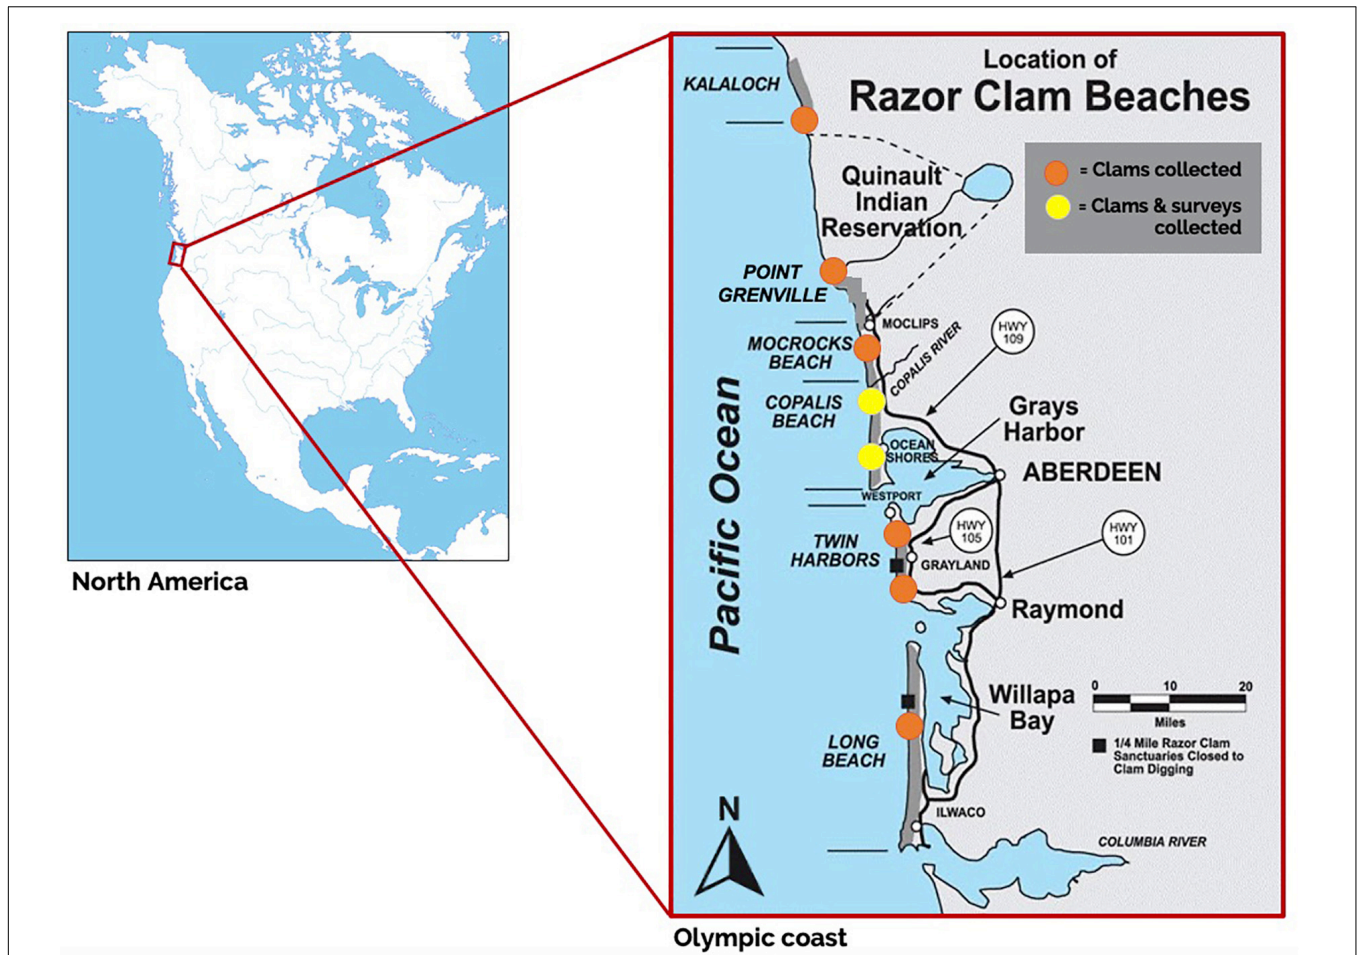 Location of
Razor Clam Beaches
KALALOCH
= Clams collected
= Clams & surveys
collected
Quinault
Indian
Reservation
POINT
GRENVILLE
MOCLIPS
MOCROCKS
BEACH
COPALIS RIVER
HWY
109
COPALIS
BEACH
Grays
Harbor
OCEAN
SHORES
ABERDEEN
WESTPORT
Pacific Ocean
TWIN
HARBORS
HWY
105
HWY
101
GRAYLAND
Raymond
Willapa
Bay
0 10 20
Miles
1/4 Mile Razor Clam
Sanctuaries Closed to
Clam Digging
LONG
BEACH
N
ILWACO
COLUMBIA RIVER
North America
Olympic coast